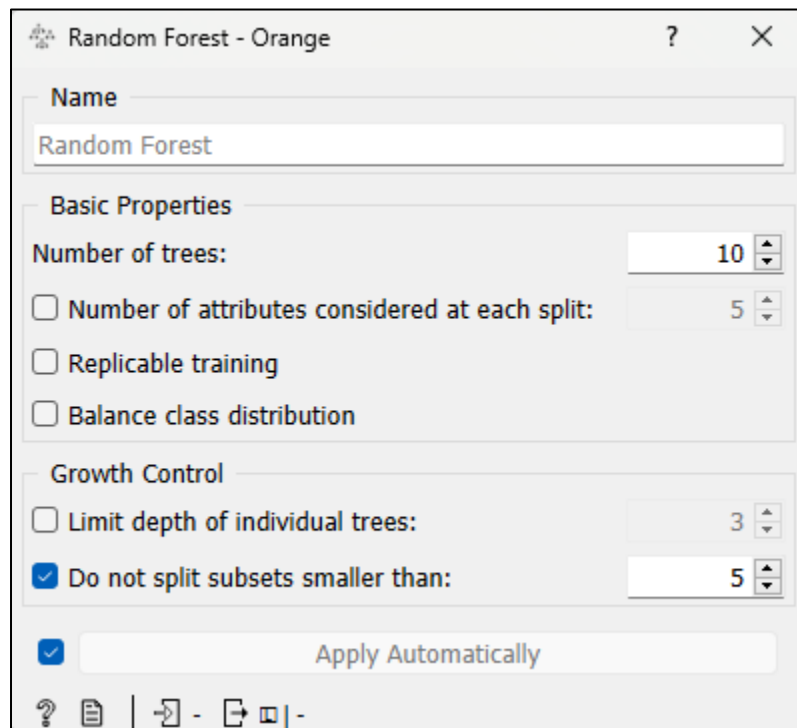 Random Forest - Orange ? ×
Name
Random Forest
Basic Properties
Number of trees: 10
Number of attributes considered at each split: 5
Replicable training
Balance class distribution
Growth Control
Limit depth of individual trees: 3
Do not split subsets smaller than: 5
Apply Automatically
? | - | -